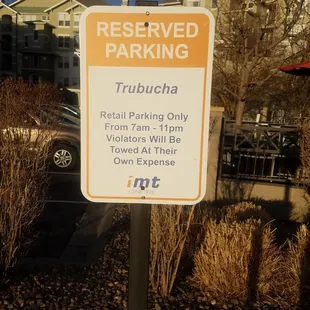 RESERVED
PARKING
Trubucha
Retail Parking Only
From 7am - 11pm
Violators Will Be
Towed At Their
Own Expense
imt